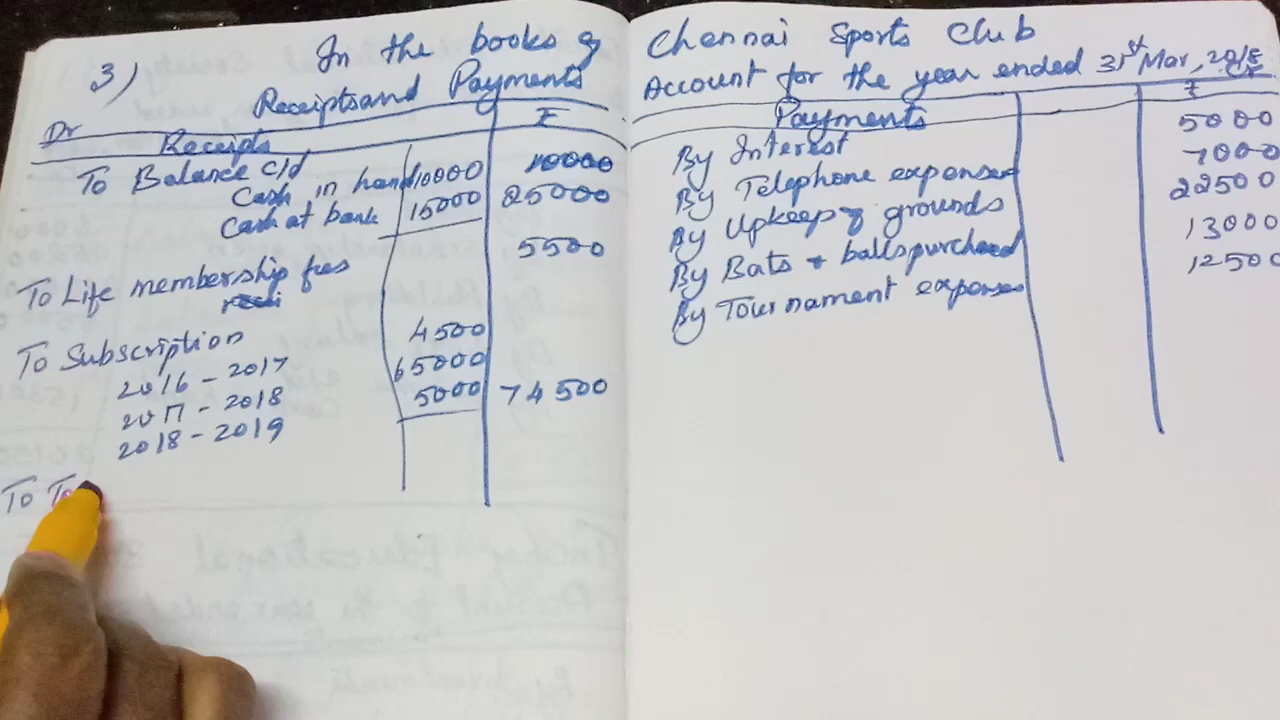 3) In the books of Chennai Sports Club
Receipts and Payments Account for the year ended 31st Mar, 2018
Dr
Receipts ₹
To Balance c/d 10000
Cash in hand 10000
Cash at bank 15000 25000
To Life membership fees 5500
To Subscription
2016 - 2017 4500
2017 - 2018 65000
2018 - 2019 5000 74500
To To
Payments ₹
By Interest 5000
By Telephone expenses 7000
By Upkeep of grounds 22500
By Bats & balls purchased 13000
By Tournament expenses 12500